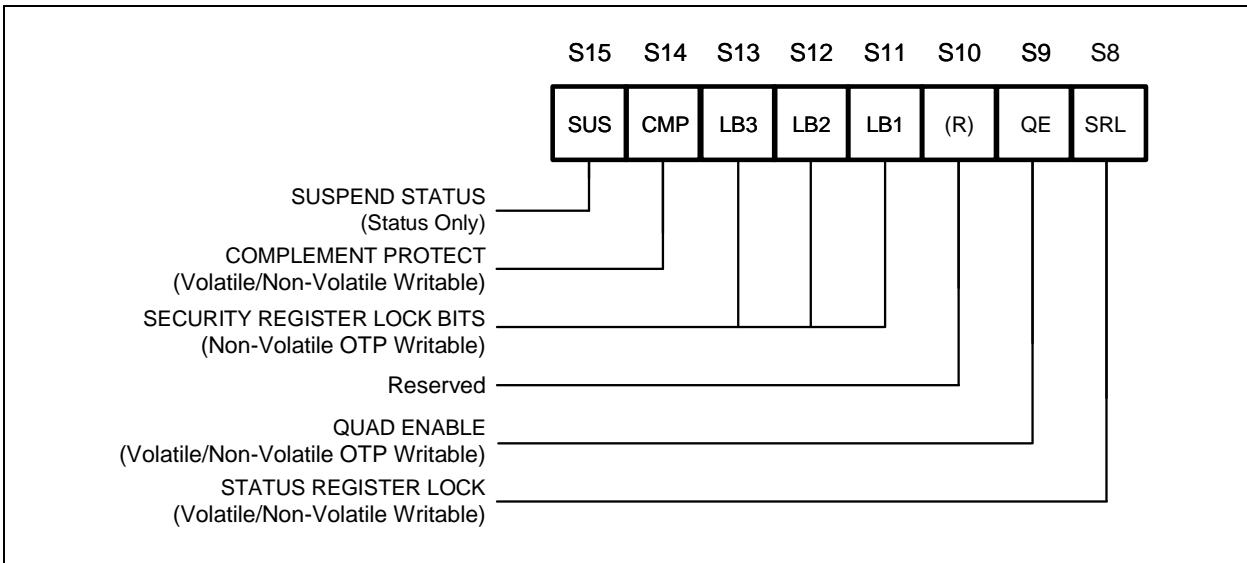 S15 S14 S13 S12 S11 S10 S9 S8
SUS CMP LB3 LB2 LB1 (R) QE SRL
SUSPEND STATUS
(Status Only)
COMPLEMENT PROTECT
(Volatile/Non-Volatile Writable)
SECURITY REGISTER LOCK BITS
(Non-Volatile OTP Writable)
Reserved
QUAD ENABLE
(Volatile/Non-Volatile OTP Writable)
STATUS REGISTER LOCK
(Volatile/Non-Volatile Writable)